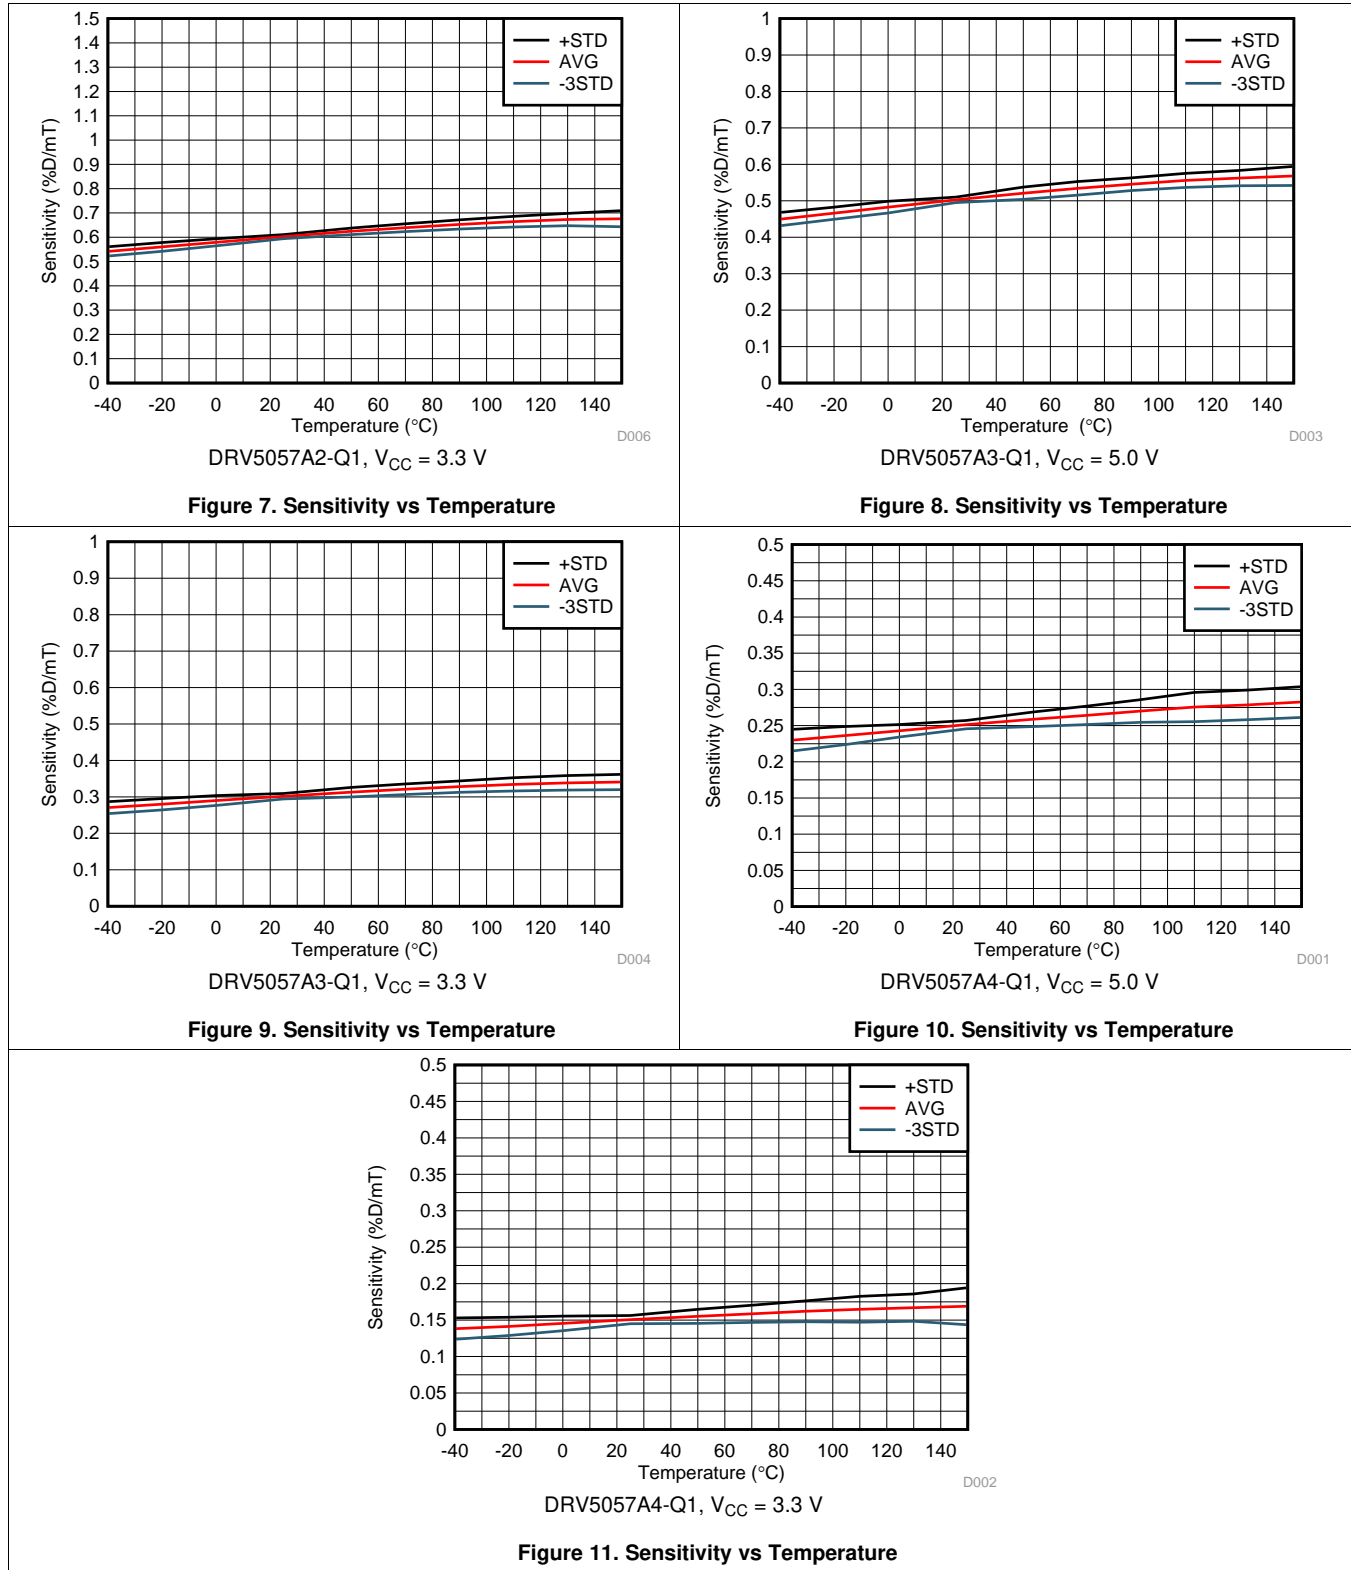 1.5
1.4
1.3
1.2
1.1
1
0.9
0.8
0.7
0.6
0.5
0.4
0.3
0.2
0.1
0
Sensitivity (%D/mT)
+STD
AVG
-3STD
-40 -20 0 20 40 60 80 100 120 140
Temperature (°C)
D006
DRV5057A2-Q1, VCC = 3.3 V
Figure 7. Sensitivity vs Temperature
1
0.9
0.8
0.7
0.6
0.5
0.4
0.3
0.2
0.1
0
Sensitivity (%D/mT)
+STD
AVG
-3STD
-40 -20 0 20 40 60 80 100 120 140
Temperature (°C)
D003
DRV5057A3-Q1, VCC = 5.0 V
Figure 8. Sensitivity vs Temperature
1
0.9
0.8
0.7
0.6
0.5
0.4
0.3
0.2
0.1
0
Sensitivity (%D/mT)
+STD
AVG
-3STD
-40 -20 0 20 40 60 80 100 120 140
Temperature (°C)
D004
DRV5057A3-Q1, VCC = 3.3 V
Figure 9. Sensitivity vs Temperature
0.5
0.45
0.4
0.35
0.3
0.25
0.2
0.15
0.1
0.05
0
Sensitivity (%D/mT)
+STD
AVG
-3STD
-40 -20 0 20 40 60 80 100 120 140
Temperature (°C)
D001
DRV5057A4-Q1, VCC = 5.0 V
Figure 10. Sensitivity vs Temperature
0.5
0.45
0.4
0.35
0.3
0.25
0.2
0.15
0.1
0.05
0
Sensitivity (%D/mT)
+STD
AVG
-3STD
-40 -20 0 20 40 60 80 100 120 140
Temperature (°C)
D002
DRV5057A4-Q1, VCC = 3.3 V
Figure 11. Sensitivity vs Temperature